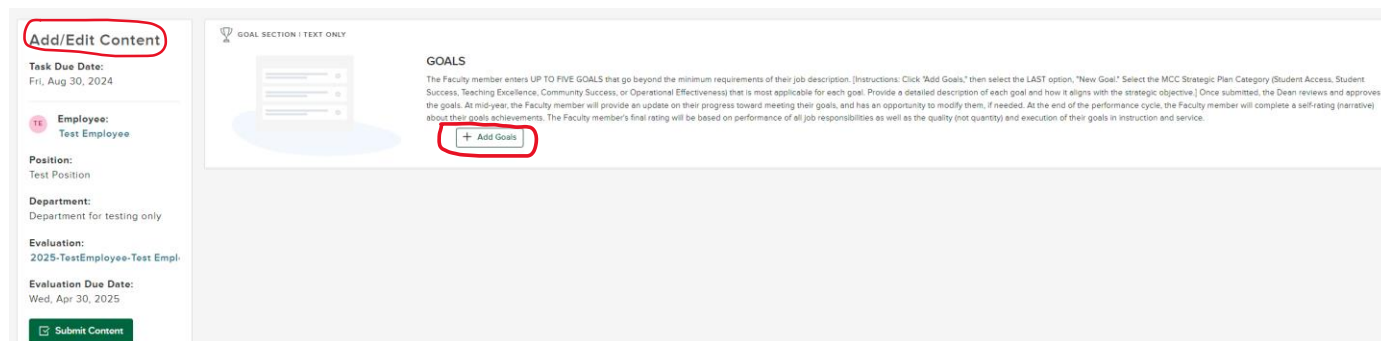 Add/Edit Content
Task Due Date:
Fri, Aug 30, 2024
TE
Employee:
Test Employee
Position:
Test Position
Department:
Department for testing only
Evaluation:
2025-TestEmployee-Test Empl
Evaluation Due Date:
Wed, Apr 30, 2025
Submit Content
GOAL SECTION | TEXT ONLY
GOALS
The Faculty member enters UP TO FIVE GOALS that go beyond the minimum requirements of their job description. [Instructions: Click "Add Goals," then select the LAST option, "New Goal." Select the MCC Strategic Plan Category (Student Access, Student
Success, Teaching Excellence, Community Success, or Operational Effectiveness) that is most applicable for each goal. Provide a detailed description of each goal and how it aligns with the strategic objective.] Once submitted, the Dean reviews and approves
the goals. At mid-year, the Faculty member will provide an update on their progress toward meeting their goals, and has an opportunity to modify them, if needed. At the end of the performance cycle, the Faculty member will complete a self-rating (narrative)
about their goals achievements. The Faculty member's final rating will be based on performance of all job responsibilities as well as the quality (not quantity) and execution of their goals in instruction and service.
+ Add Goals